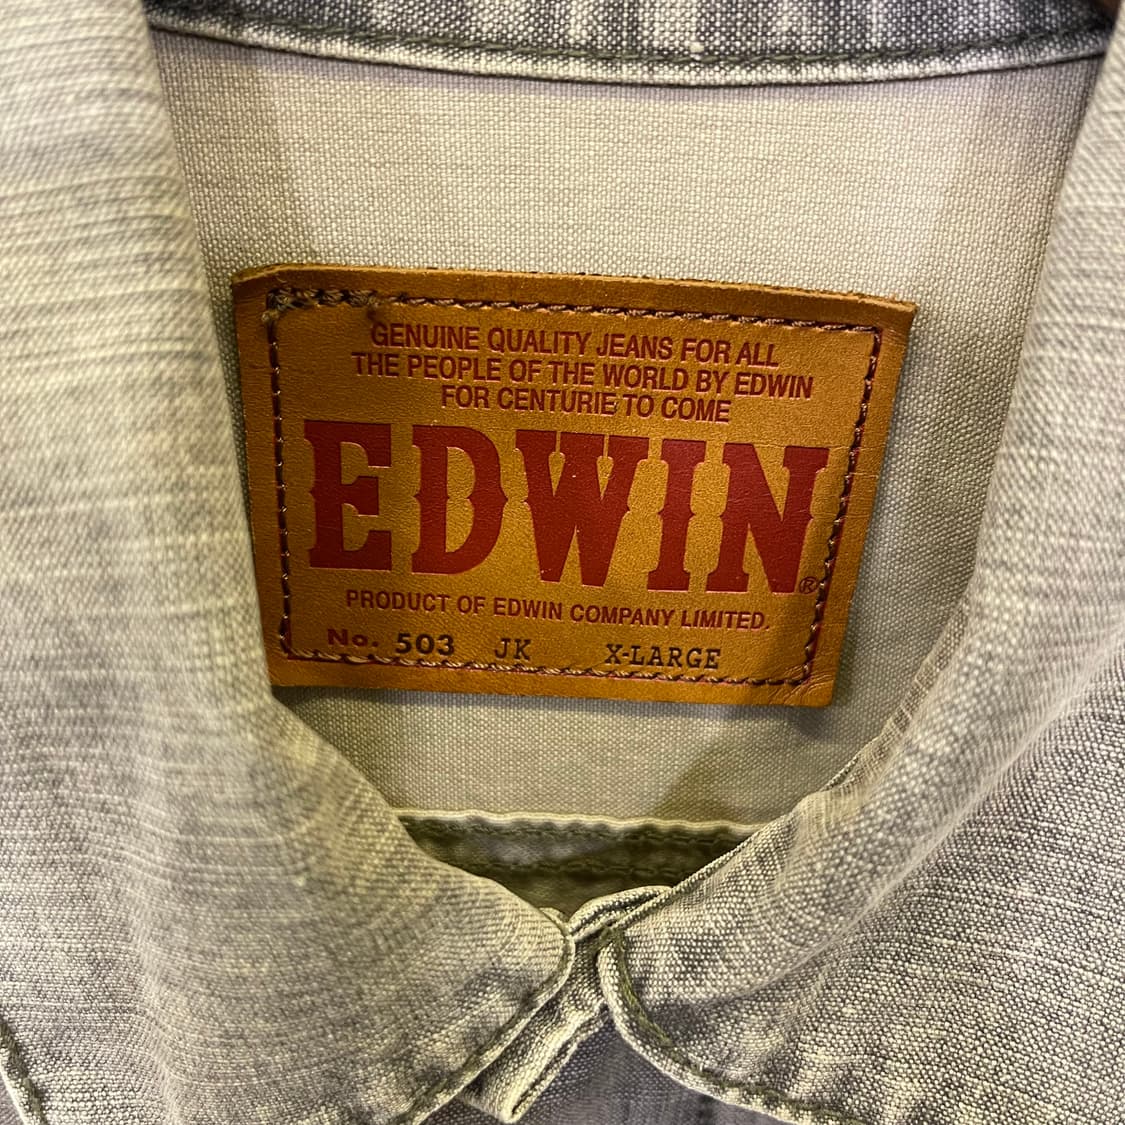 GENUINE QUALITY JEANS FOR ALL
THE PEOPLE OF THE WORLD BY EDWIN
FOR CENTURIE TO COME
EDWIN®
PRODUCT OF EDWIN COMPANY LIMITED.
No. 503 JK X-LARGE